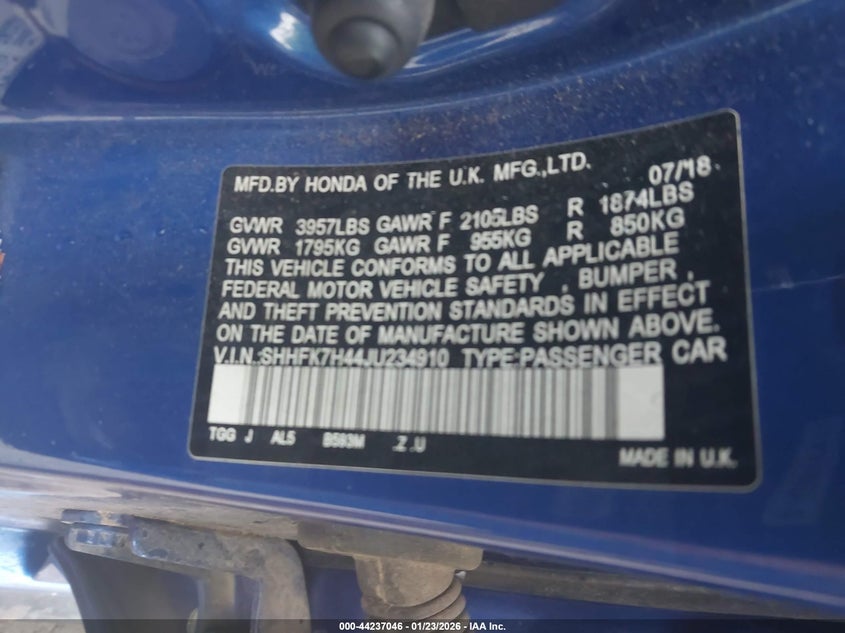 MFD.BY HONDA OF THE U.K. MFG.,LTD. 07/18
GVWR 3957LBS GAWR F 2105LBS R 1874LBS
GVWR 1795KG GAWR F 955KG R 850KG
THIS VEHICLE CONFORMS TO ALL APPLICABLE
FEDERAL MOTOR VEHICLE SAFETY , BUMPER ,
AND THEFT PREVENTION STANDARDS IN EFFECT
ON THE DATE OF MANUFACTURE SHOWN ABOVE.
V.I.N.:SHHFK7H44JU234910 TYPE:PASSENGER CAR
TGG J AL5 B593M .Z .U
MADE IN U.K.
000-44237046 - 01/23/2026 - IAA Inc.